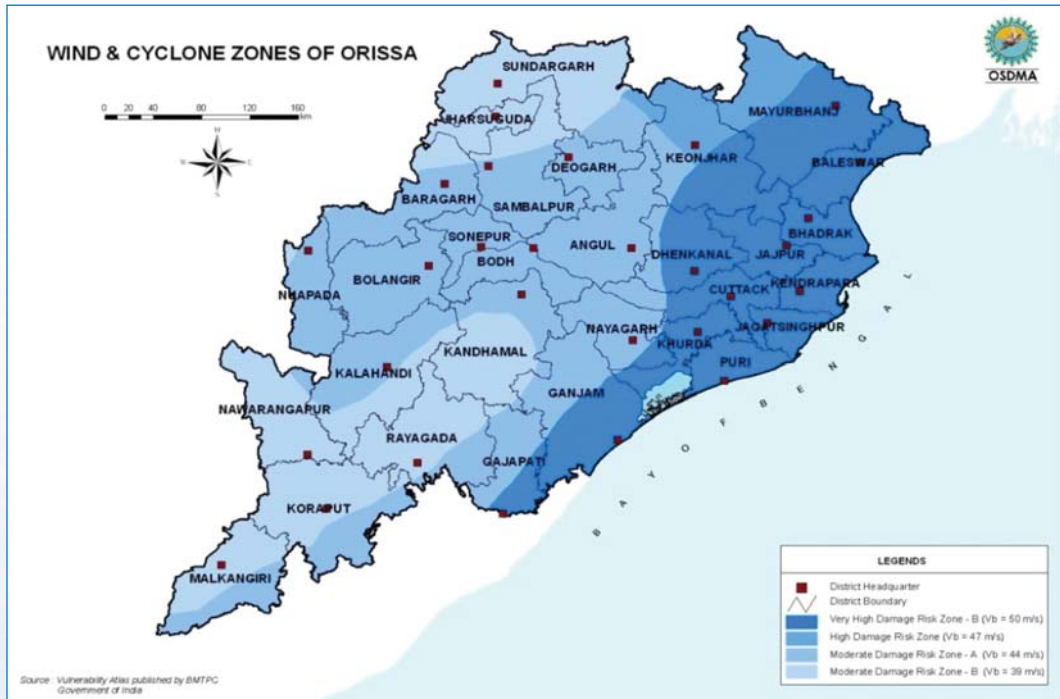 WIND & CYCLONE ZONES OF ORISSA
OSDMA
0 20 40 80 120 160
km
N
W E
S
SUNDARGARH
JHARSUGUDA
MAYURBHANJ
KEONJHAR
BALESWAR
DEOGARH
BARAGARH
SAMBALPUR
BHADRAK
SONEPUR
ANGUL
DHENKANAL
JAJPUR
BODH
BOLANGIR
KENDRAPARA
CUTTACK
NUAPADA
JAGATSINGHPUR
NAYAGARH
KHURDA
KANDHAMAL
PURI
KALAHANDI
GANJAM
NAWARANGAPUR
RAYAGADA
GAJAPATI
KORAPUT
MALKANGIRI
BAY OF BENGAL
LEGENDS
District Headquarter
District Boundary
Very High Damage Risk Zone - B (Vb = 50 m/s)
High Damage Risk Zone (Vb = 47 m/s)
Moderate Damage Risk Zone - A (Vb = 44 m/s)
Moderate Damage Risk Zone - B (Vb = 39 m/s)
Source : Vulnerability Atlas published by BMTPC
Government of India